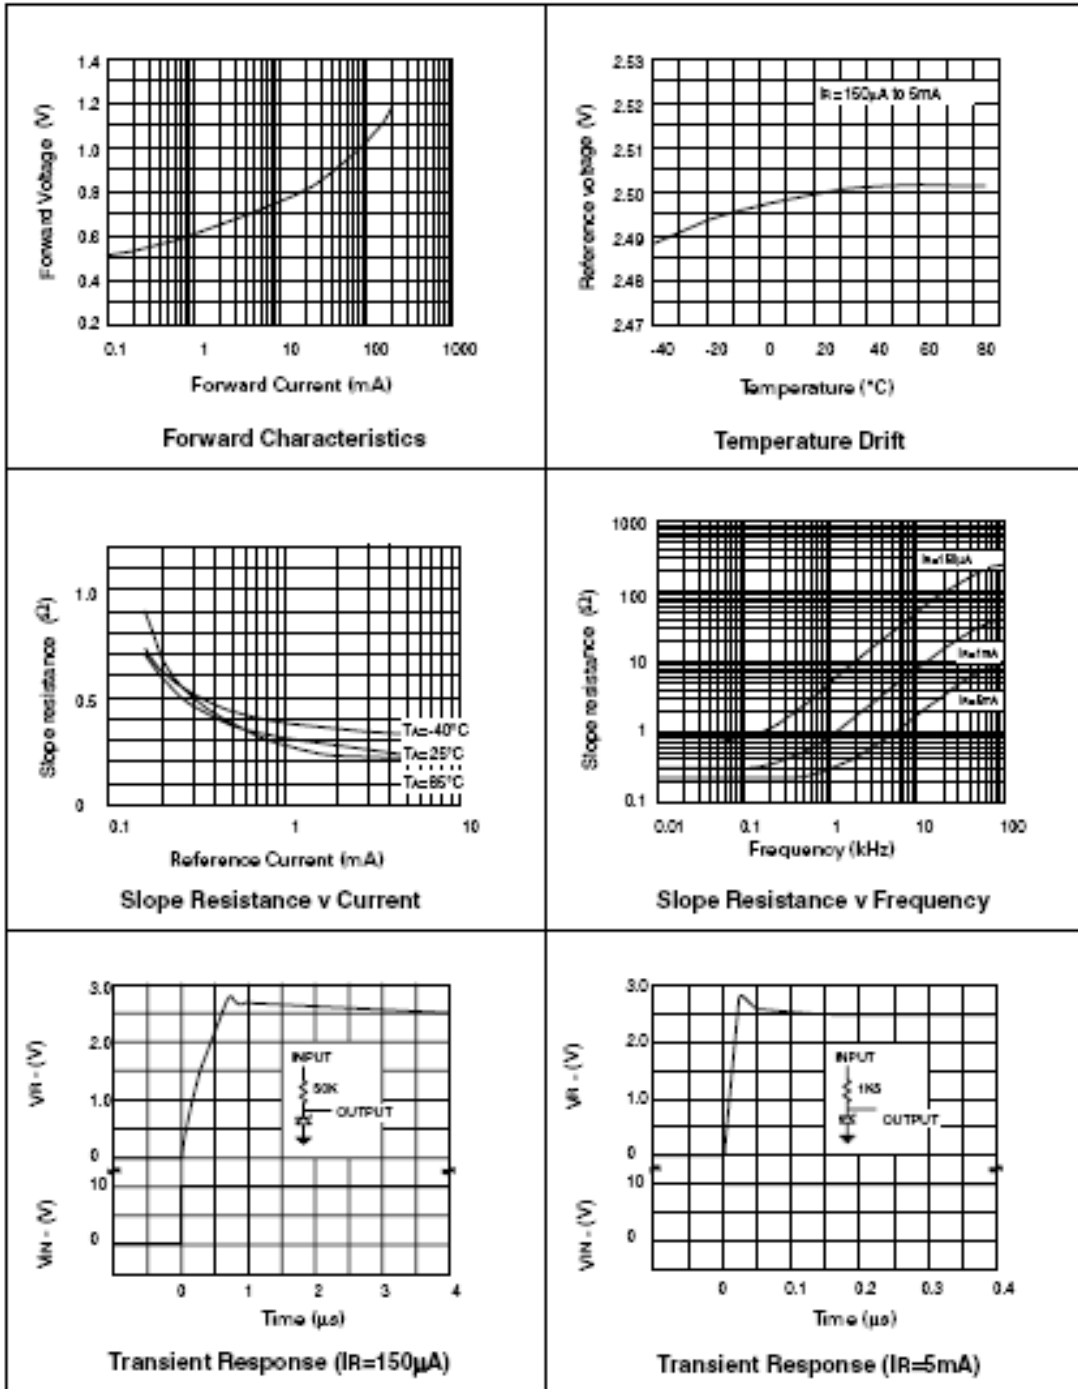 1.4
1.2
1.0
0.8
0.6
0.4
0.2
Forward Voltage (V)
0.1 1 10 100 1000
Forward Current (mA)
Forward Characteristics
2.53
2.52
2.51
2.50
2.49
2.48
2.47
Reference voltage (V)
IR=150µA to 5mA
-40 -20 0 20 40 60 80
Temperature (°C)
Temperature Drift
1.0
0.5
0
Slope resistance (Ω)
TA=-40°C
TA=25°C
TA=85°C
0.1 1 10
Reference Current (mA)
Slope Resistance v Current
1000
100
10
1
0.1
Slope resistance (Ω)
IR=150µA
IR=1mA
IR=5mA
0.01 0.1 1 10 100
Frequency (kHz)
Slope Resistance v Frequency
3.0
2.0
1.0
0
10
0
VR - (V)
VIN - (V)
INPUT
50K
OUTPUT
0 1 2 3 4
Time (µs)
Transient Response (IR=150µA)
3.0
2.0
1.0
0
10
0
VR - (V)
VIN - (V)
INPUT
1K5
OUTPUT
0 0.1 0.2 0.3 0.4
Time (µs)
Transient Response (IR=5mA)